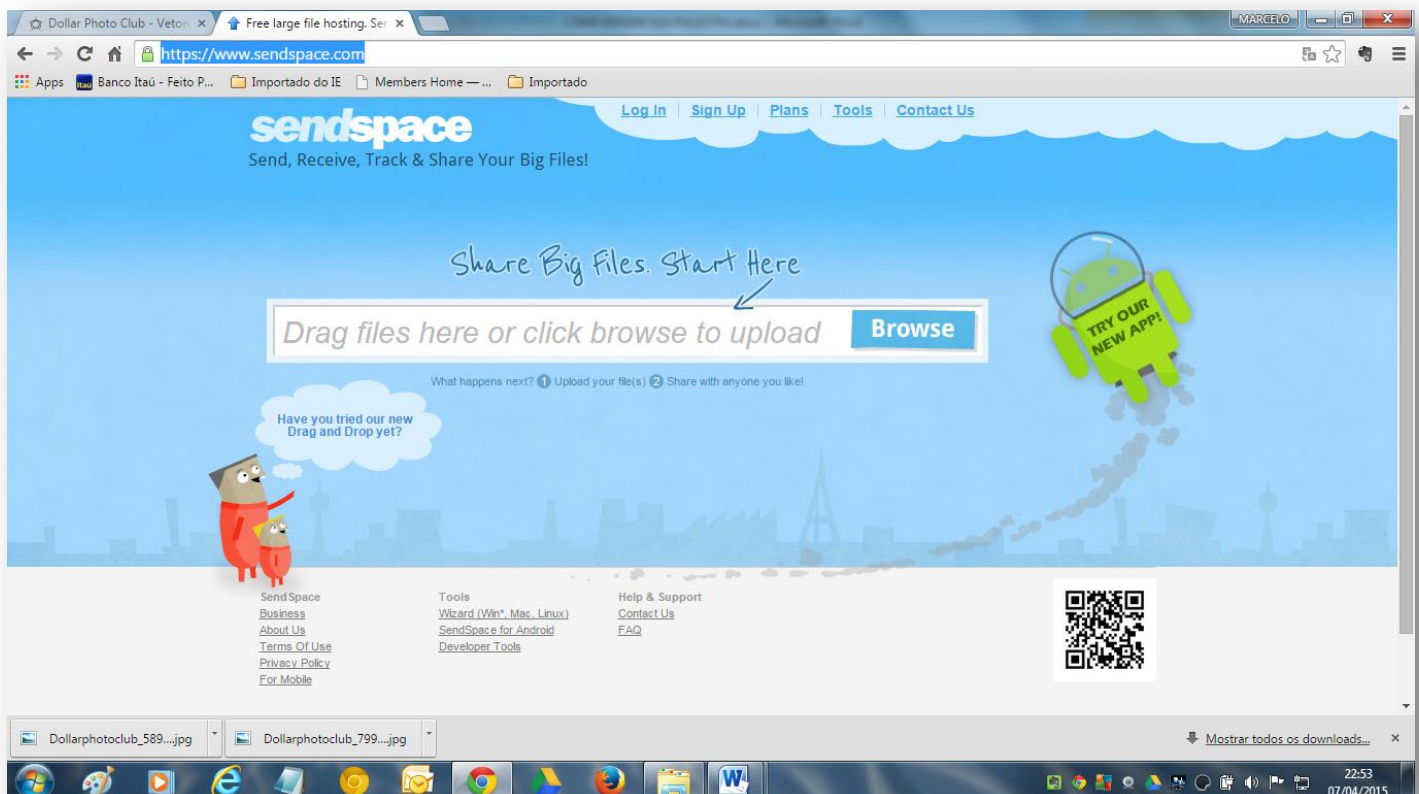 Dollar Photo Club - Vetor
Free large file hosting. Ser
MARCELO
https://www.sendspace.com
Apps
Itaú
Banco Itaú - Feito P...
Importado do IE
Members Home — ...
Importado
sendspace
Log In
Sign Up
Plans
Tools
Contact Us
Send, Receive, Track & Share Your Big Files!
Share Big Files. Start Here
Drag files here or click browse to upload
Browse
TRY OUR
NEW APP!
What happens next? 1 Upload your file(s) 2 Share with anyone you like!
Have you tried our new
Drag and Drop yet?
SendSpace
Business
About Us
Terms Of Use
Privacy Policy
For Mobile
Tools
Wizard (Win*, Mac, Linux)
SendSpace for Android
Developer Tools
Help & Support
Contact Us
FAQ
Dollarphotoclub_589....jpg
Dollarphotoclub_799....jpg
Mostrar todos os downloads...
22:53
07/04/2015